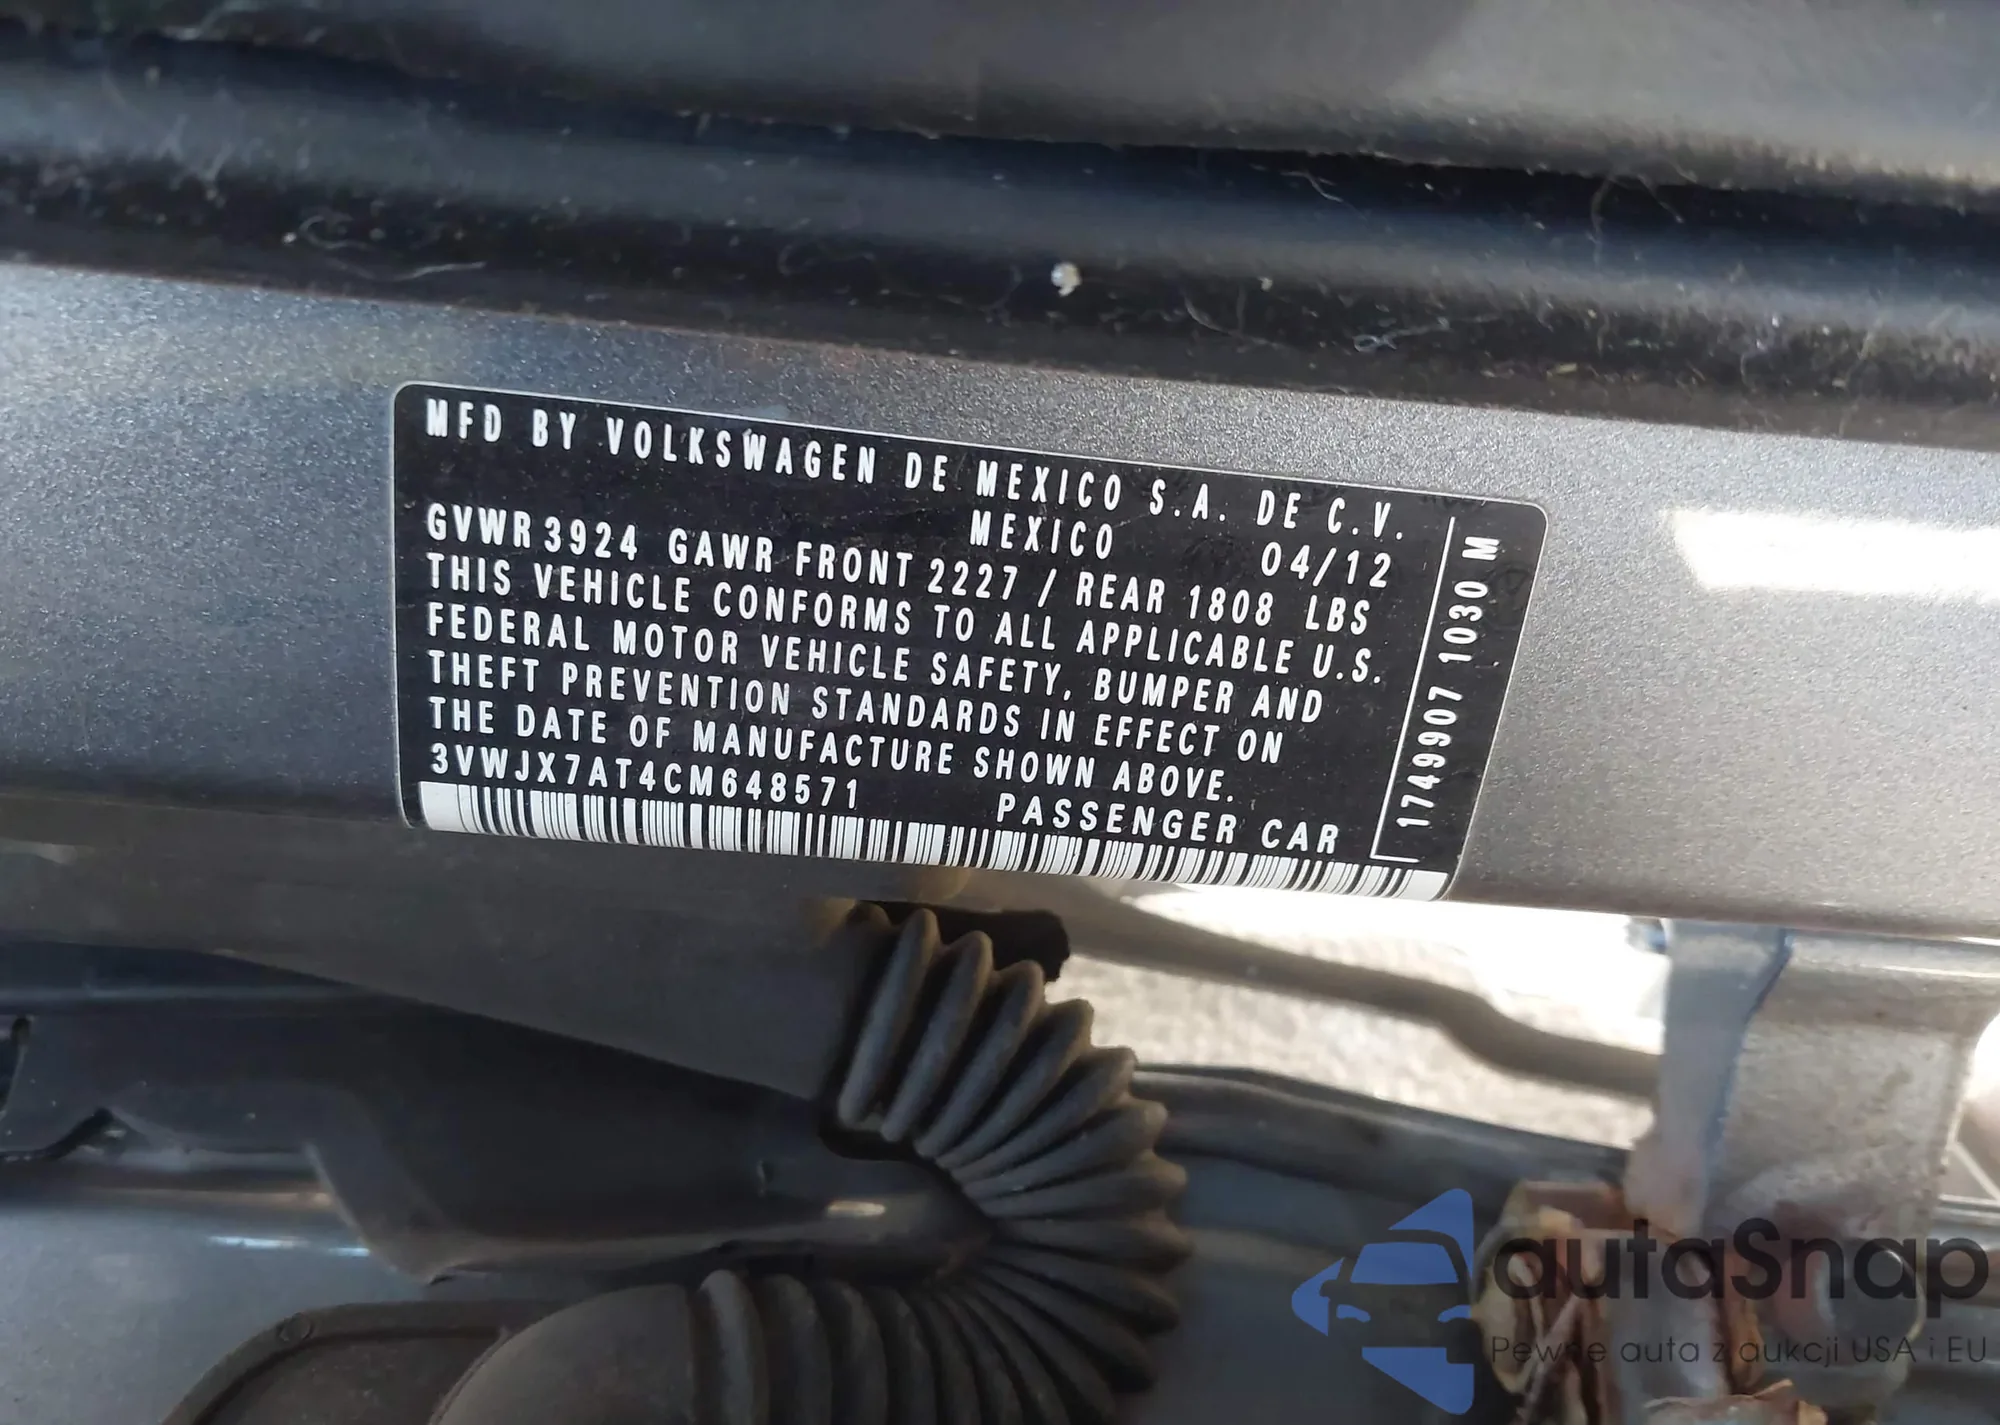 MFD BY VOLKSWAGEN DE MEXICO S.A. DE C.V.
MEXICO 04/12
GVWR 3924 GAWR FRONT 2227 / REAR 1808 LBS
THIS VEHICLE CONFORMS TO ALL APPLICABLE U.S.
FEDERAL MOTOR VEHICLE SAFETY, BUMPER AND
THEFT PREVENTION STANDARDS IN EFFECT ON
THE DATE OF MANUFACTURE SHOWN ABOVE.
3VWJX7AT4CM648571 PASSENGER CAR
17499907 1030 M
autaSnap
Pewne auta z aukcji USA i EU